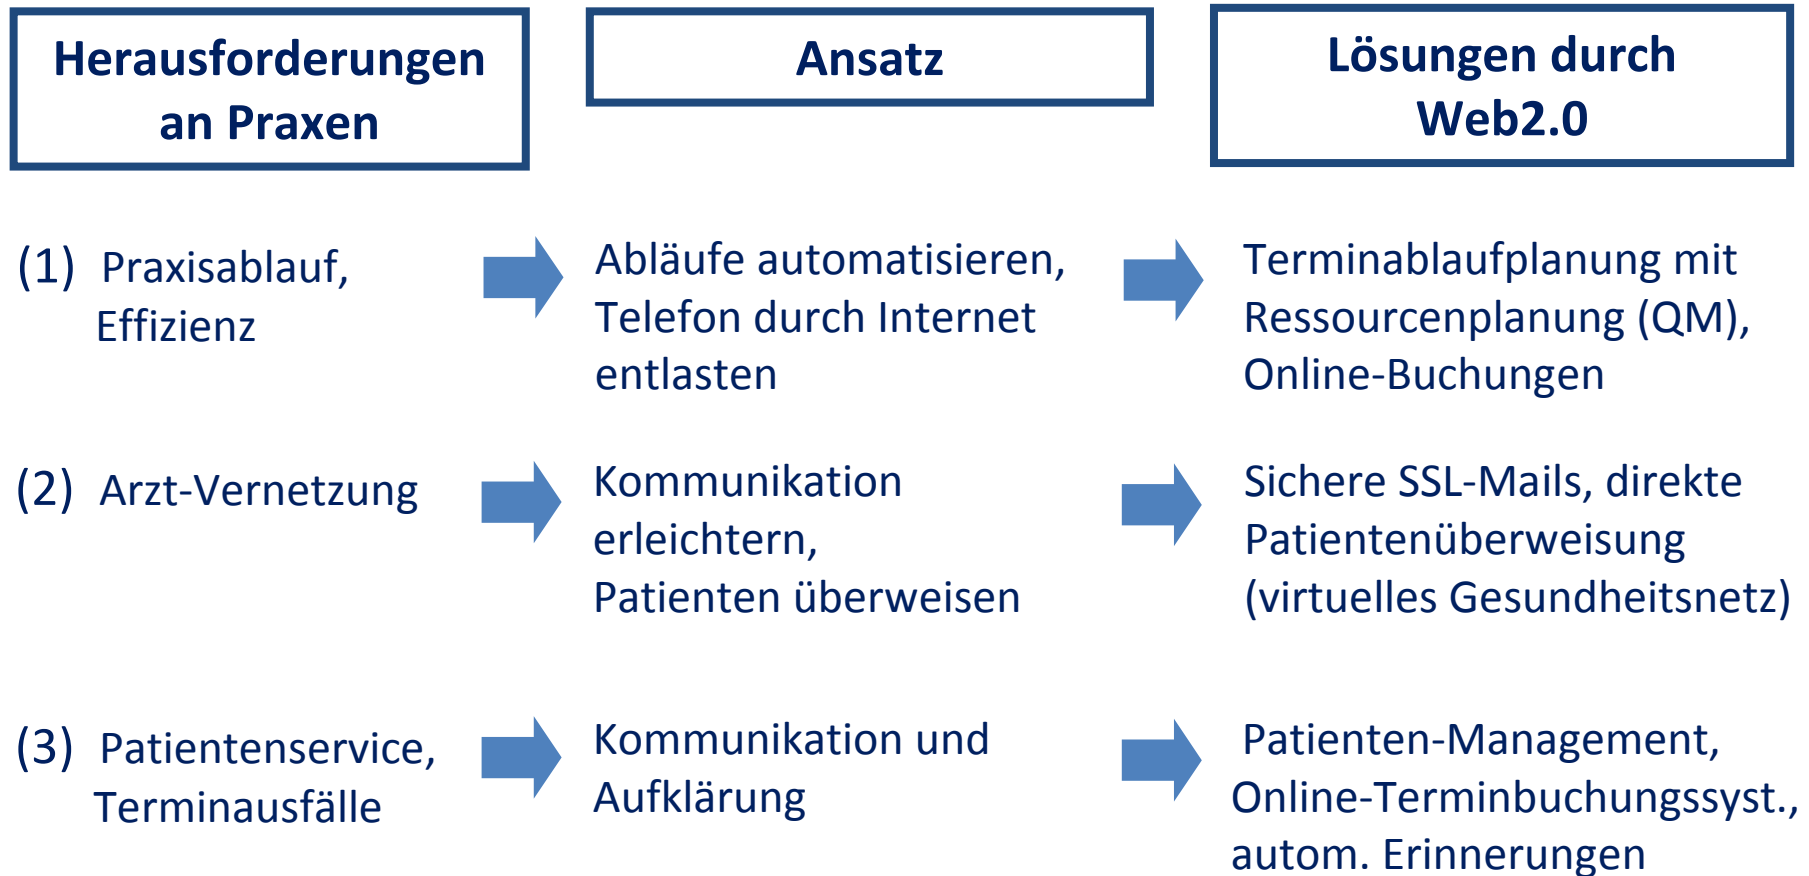 Herausforderungen
an Praxen
Ansatz
Lösungen durch
Web2.0
(1) Praxisablauf,
Effizienz
Abläufe automatisieren,
Telefon durch Internet
entlasten
Terminablaufplanung mit
Ressourcenplanung (QM),
Online-Buchungen
(2) Arzt-Vernetzung
Kommunikation
erleichtern,
Patienten überweisen
Sichere SSL-Mails, direkte
Patientenüberweisung
(virtuelles Gesundheitsnetz)
(3) Patientenservice,
Terminausfälle
Kommunikation und
Aufklärung
Patienten-Management,
Online-Terminbuchungssyst.,
autom. Erinnerungen